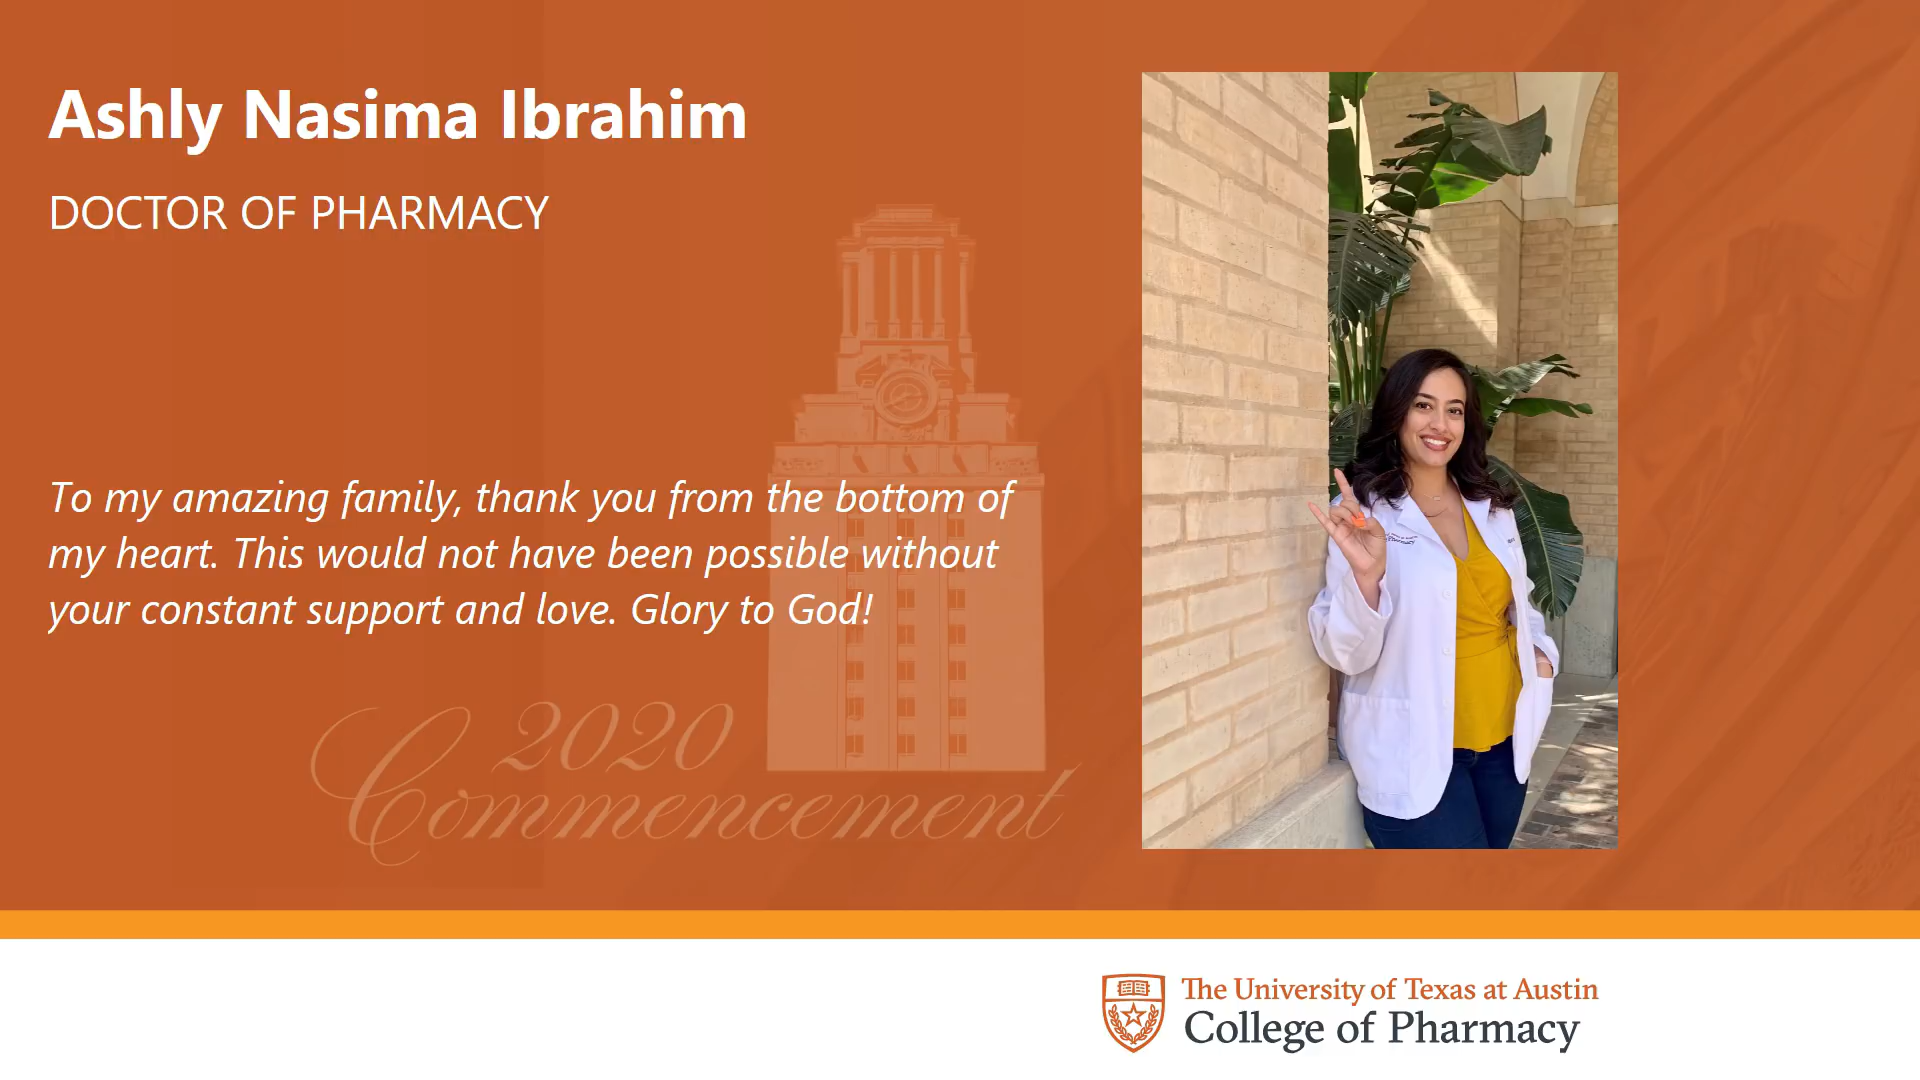 Ashly Nasima Ibrahim
DOCTOR OF PHARMACY
To my amazing family, thank you from the bottom of
my heart. This would not have been possible without
your constant support and love. Glory to God!
2020
Commencement
The University of Texas at Austin
College of Pharmacy